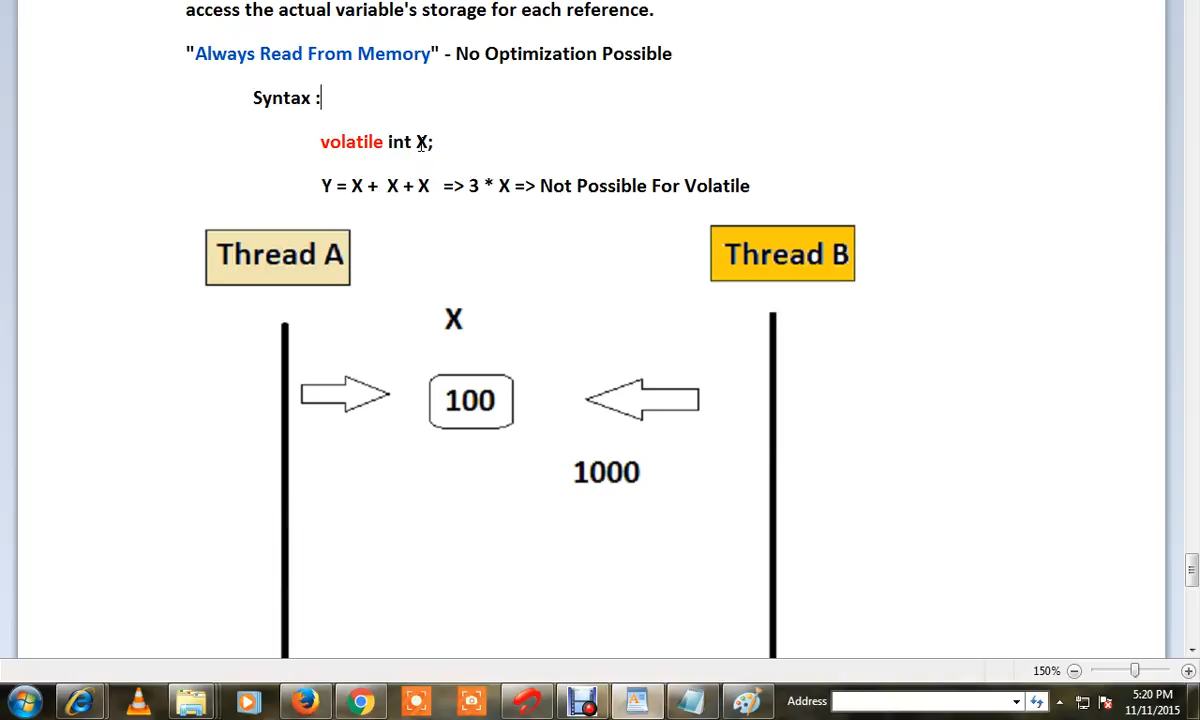 access the actual variable's storage for each reference.
"Always Read From Memory" - No Optimization Possible
Syntax :
volatile int X;
Y = X + X + X => 3 * X => Not Possible For Volatile
Thread A
Thread B
X
100
1000
150%
Address
5:20 PM
11/11/2015